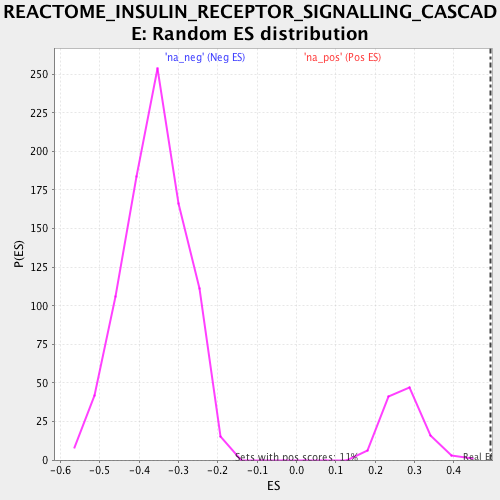 REACTOME_INSULIN_RECEPTOR_SIGNALLING_CASCAD
E: Random ES distribution
'na_neg' (Neg ES)
'na_pos' (Pos ES)
250
225
200
175
150
125
100
75
50
25
0
P(ES)
Sets with pos scores: 11%
Real E
-0.6
-0.5
-0.4
-0.3
-0.2
-0.1
0.0
0.1
0.2
0.3
0.4
ES